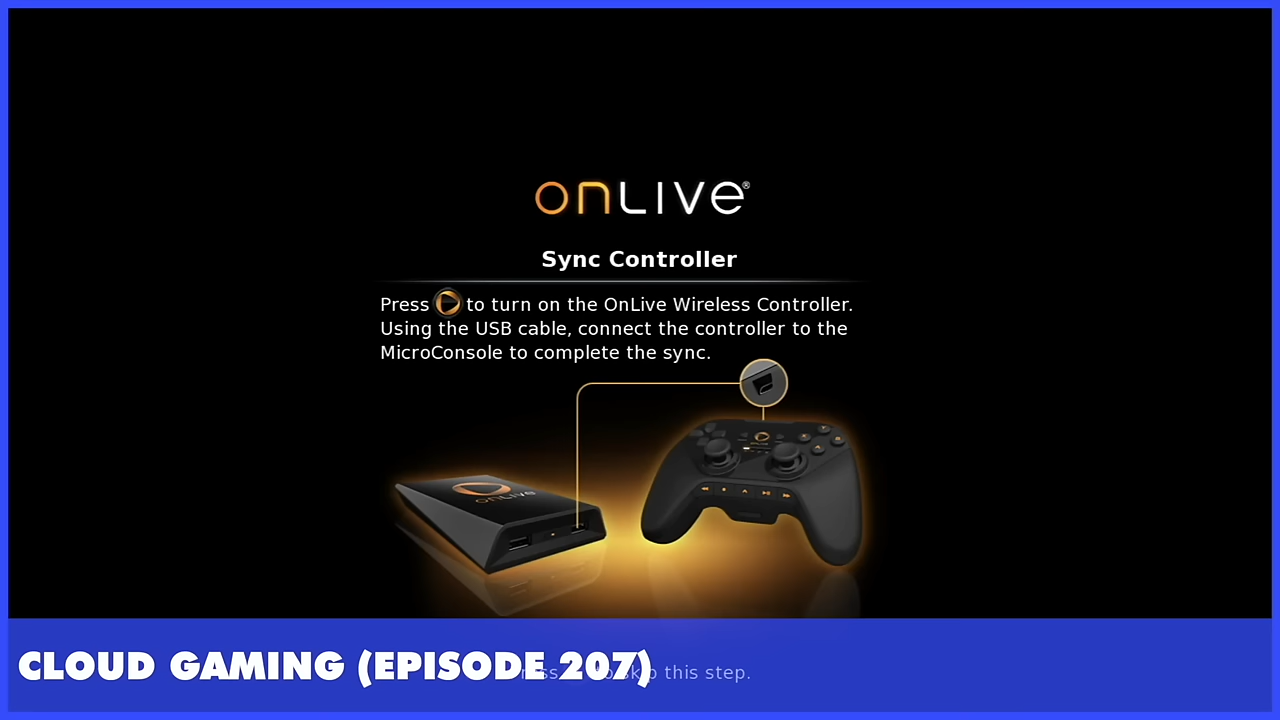 onLIVE®
Sync Controller
Press to turn on the OnLive Wireless Controller.
Using the USB cable, connect the controller to the
MicroConsole to complete the sync.
onLive
CLOUD GAMING (EPISODE 207)
this step.